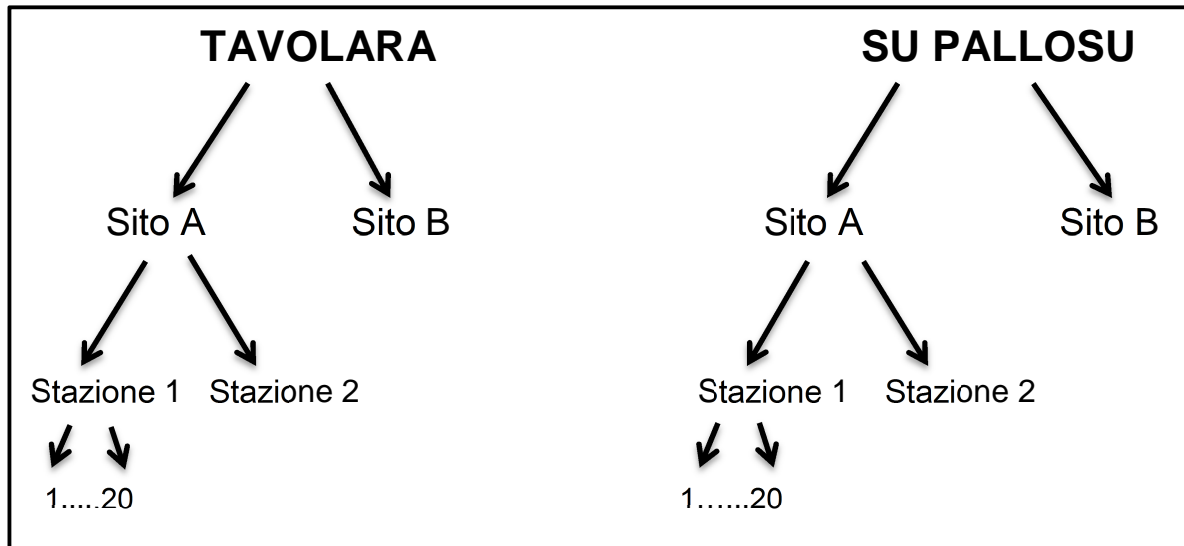 TAVOLARA SU PALLOSU
Sito A Sito B Sito A Sito B
Stazione 1 Stazione 2 Stazione 1 Stazione 2
1.....20 1…...20